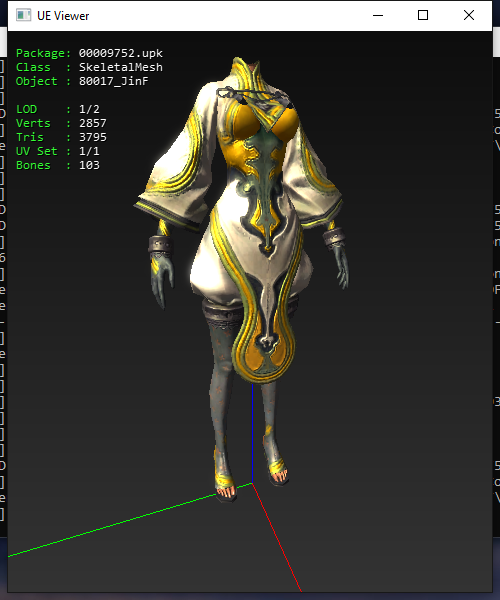 UE Viewer
Package: 00009752.upk
Class  : SkeletalMesh
Object : 80017_JinF
LOD    : 1/2
Verts  : 2857
Tris   : 3795
UV Set : 1/1
Bones  : 103